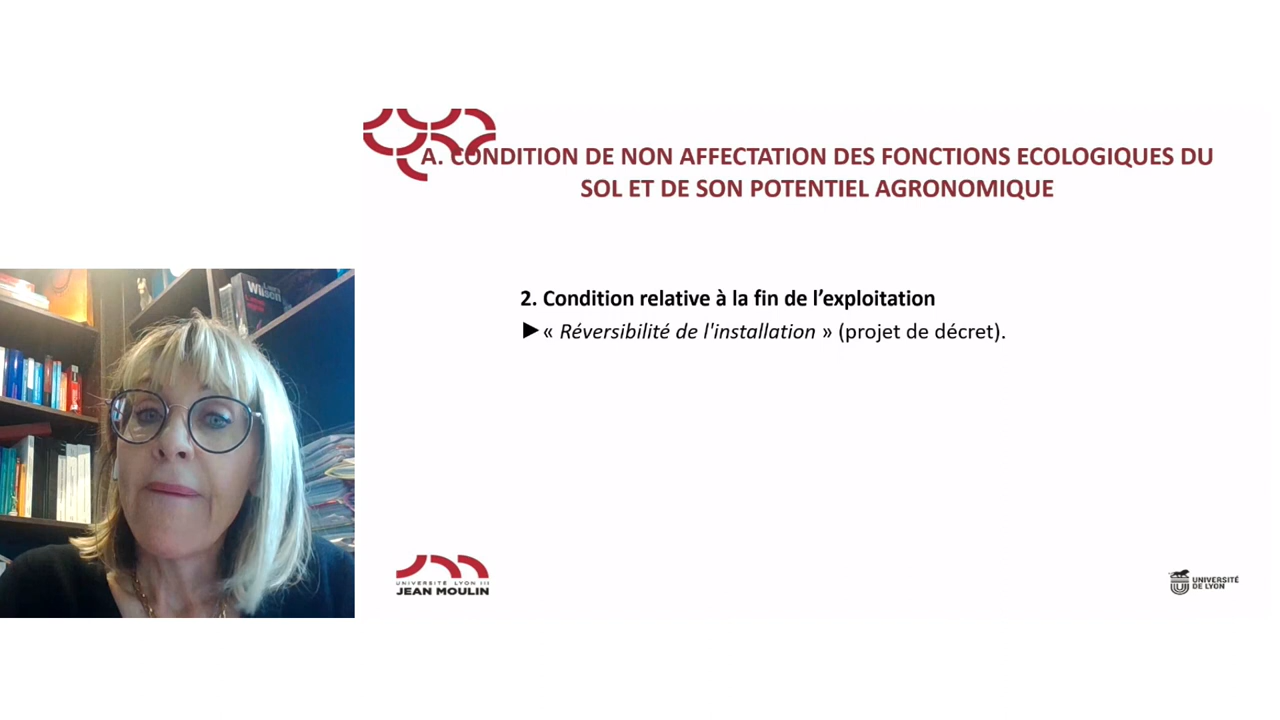 A. CONDITION DE NON AFFECTATION DES FONCTIONS ECOLOGIQUES DU
SOL ET DE SON POTENTIEL AGRONOMIQUE
2. Condition relative à la fin de l’exploitation
►« Réversibilité de l'installation » (projet de décret).
Wilson
UNIVERSITÉ LYON III
JEAN MOULIN
UNIVERSITÉ
DE LYON